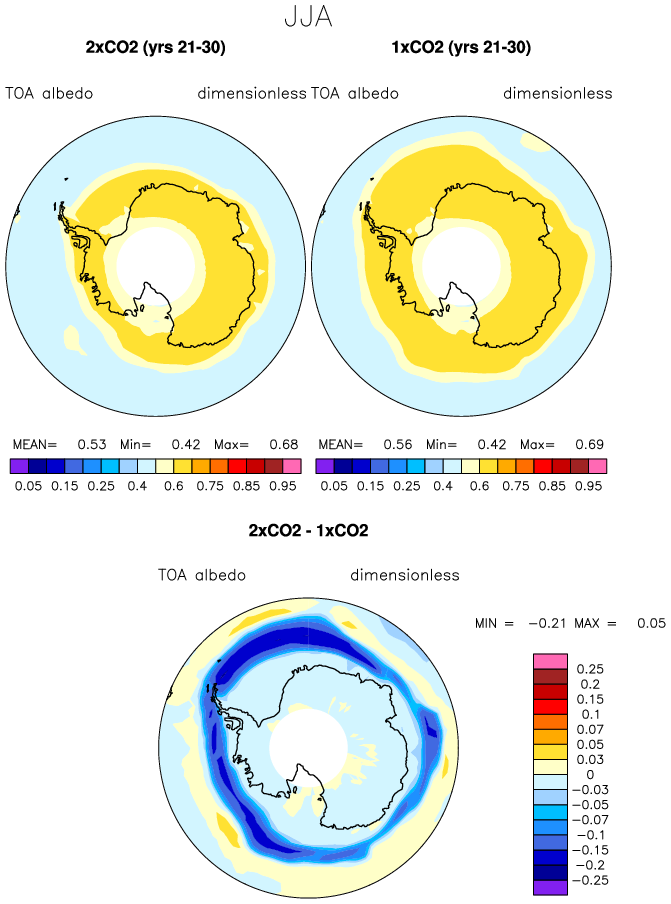 JJA
2xCO2 (yrs 21-30) 1xCO2 (yrs 21-30)
TOA albedo dimensionless TOA albedo dimensionless
MEAN= 0.53 Min= 0.42 Max= 0.68 MEAN= 0.56 Min= 0.42 Max= 0.69
0.05 0.15 0.25 0.4 0.6 0.75 0.85 0.95 0.05 0.15 0.25 0.4 0.6 0.75 0.85 0.95
2xCO2 - 1xCO2
TOA albedo dimensionless
MIN = -0.21 MAX = 0.05
0.25
0.2
0.15
0.1
0.07
0.05
0.03
0
-0.03
-0.05
-0.07
-0.1
-0.15
-0.2
-0.25